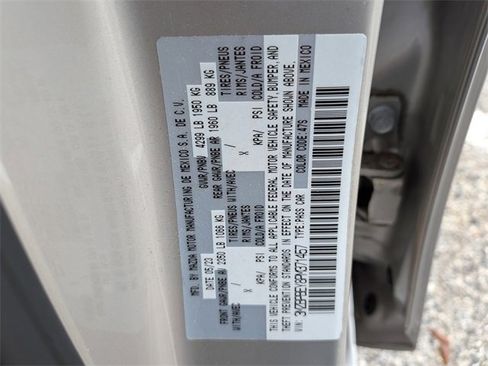 MFD BY MAZDA MOTOR MANUFACTURING DE MEXICO S.A. DE C.V.
DATE 05/23 GVWR/PNBV 4299 LB 1950 KG
FRONT GAWR/PNBE AV 2350 LB 1066 KG GAWR/PNBE AR 1960 LB 889 KG
WITH/AVEC TIRES/PNEUS WITH/AVEC TIRES/PNEUS
X RIMS/JANTES X RIMS/JANTES
KPA/ PSI COLD/A FROID KPA/ PSI COLD/A FROID
THIS VEHICLE CONFORMS TO ALL APPLICABLE FEDERAL MOTOR VEHICLE SAFETY, BUMPER, AND
THEFT PREVENTION STANDARDS IN EFFECT ON THE DATE OF MANUFACTURE SHOWN ABOVE.
COLOR CODE: 47S MADE IN MEXICO
TYPE: PASS CAR